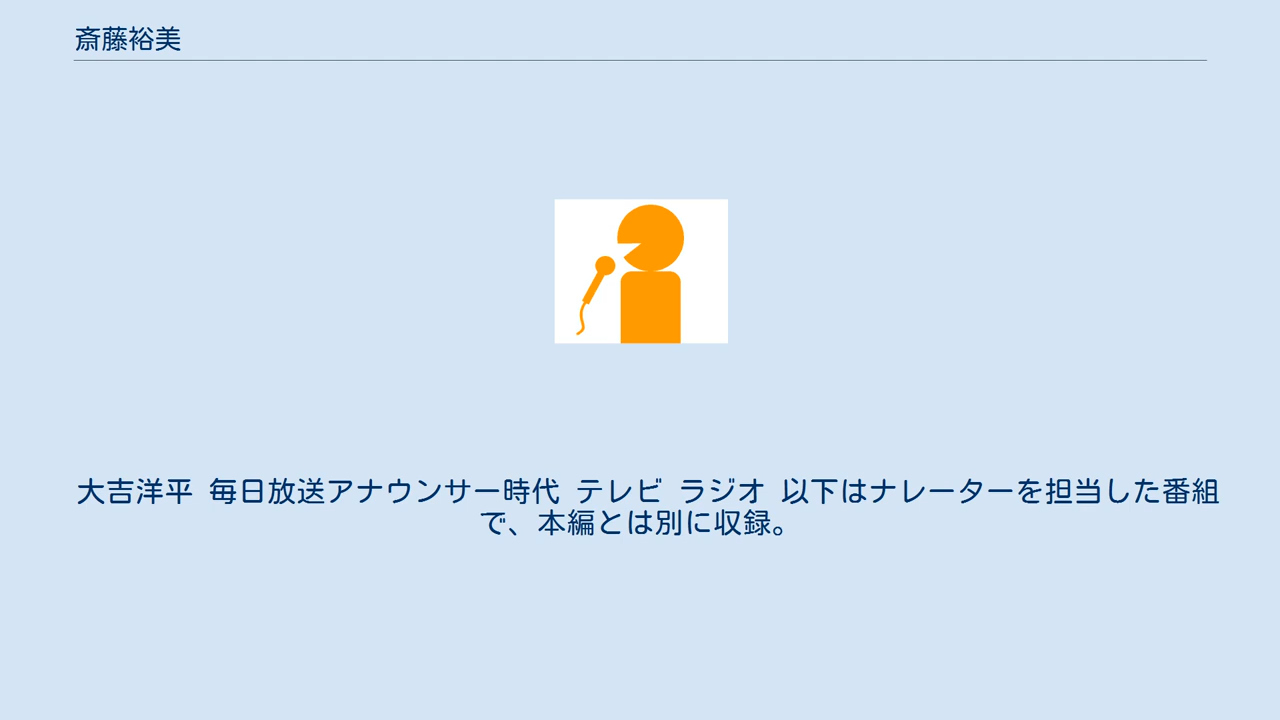 斎藤裕美
大吉洋平 毎日放送アナウンサー時代 テレビ ラジオ 以下はナレーターを担当した番組
で、本編とは別に収録。